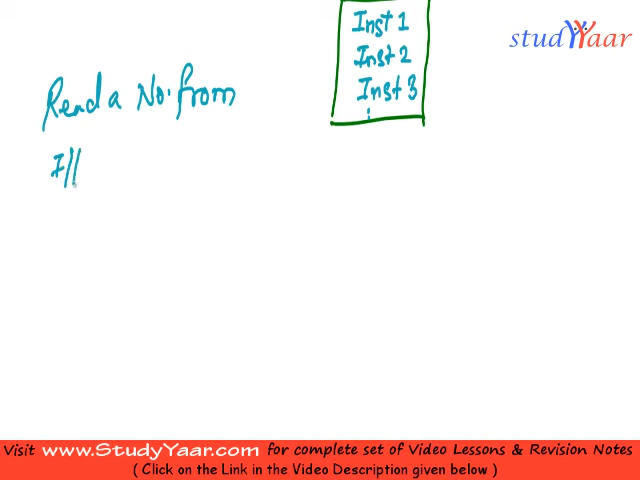 Inst 1
Inst 2
Inst 3
studYYaar
Read a No. from
I//
Visit www.StudyYaar.com for complete set of Video Lessons & Revision Notes
( Click on the Link in the Video Description given below )